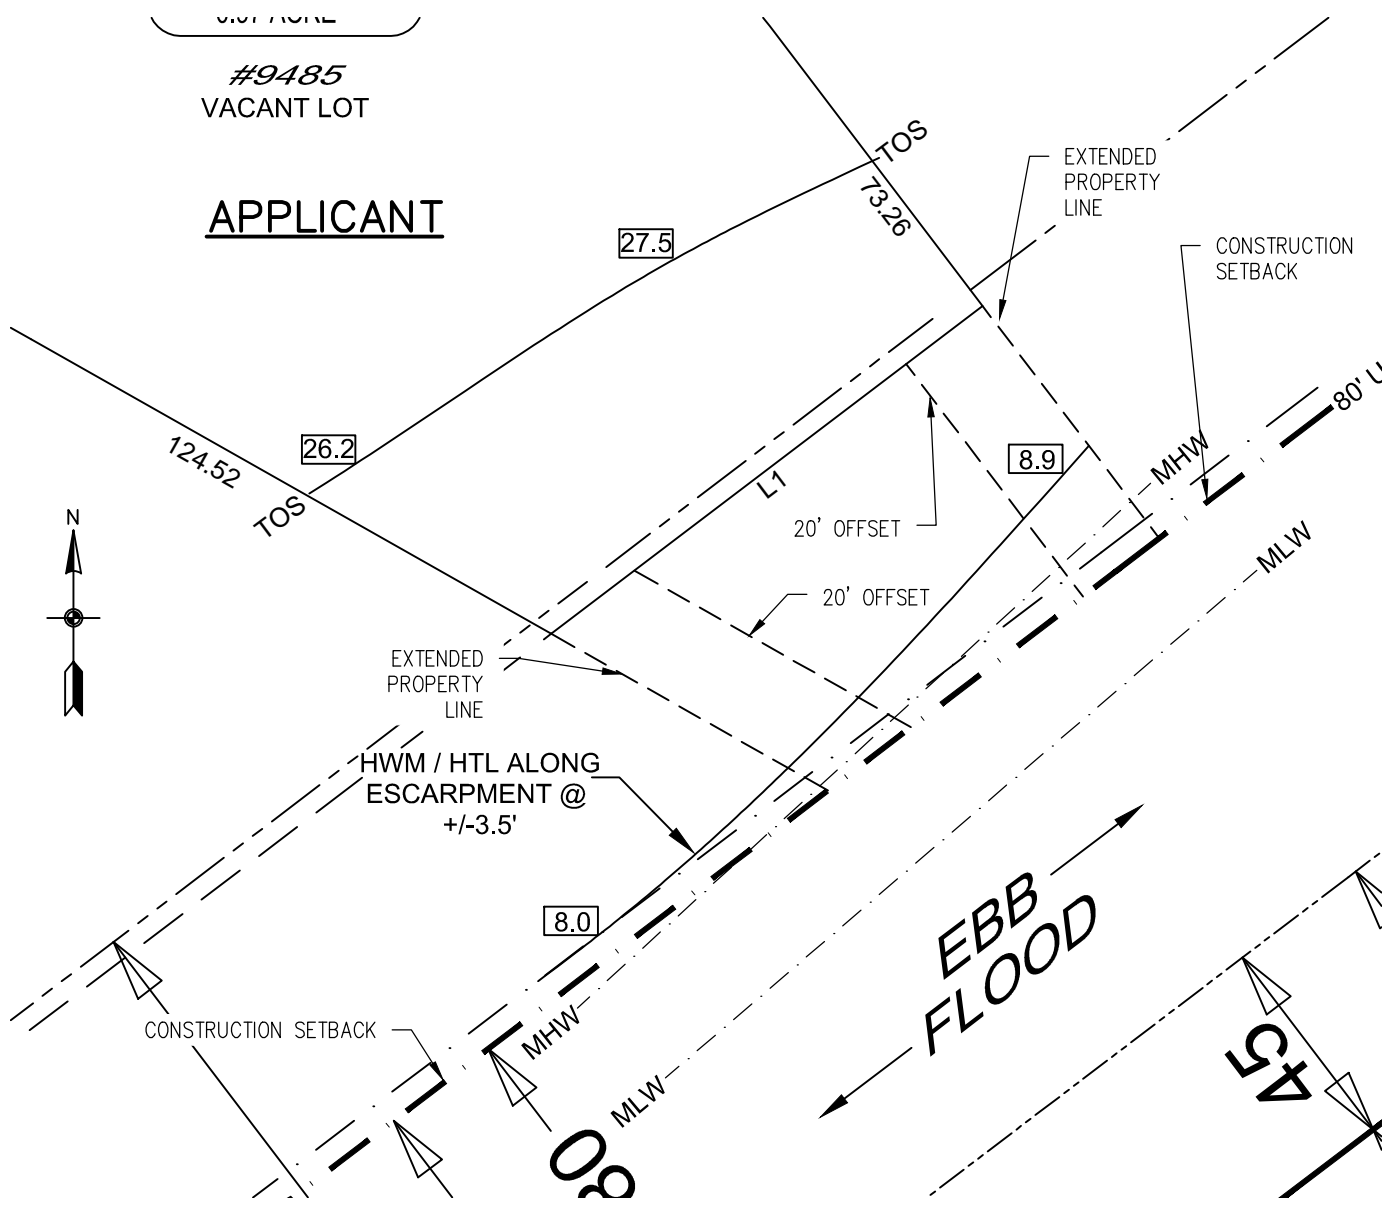 #9485
VACANT LOT
APPLICANT
TOS
73.26
EXTENDED
PROPERTY
LINE
CONSTRUCTION
SETBACK
27.5
26.2
124.52
TOS
N
L1
8.9
MHW
80' U
20' OFFSET
20' OFFSET
MLW
EXTENDED
PROPERTY
LINE
HWM / HTL ALONG
ESCARPMENT @
+/-3.5'
8.0
EBB
FLOOD
CONSTRUCTION SETBACK
MHW
MLW
45
80